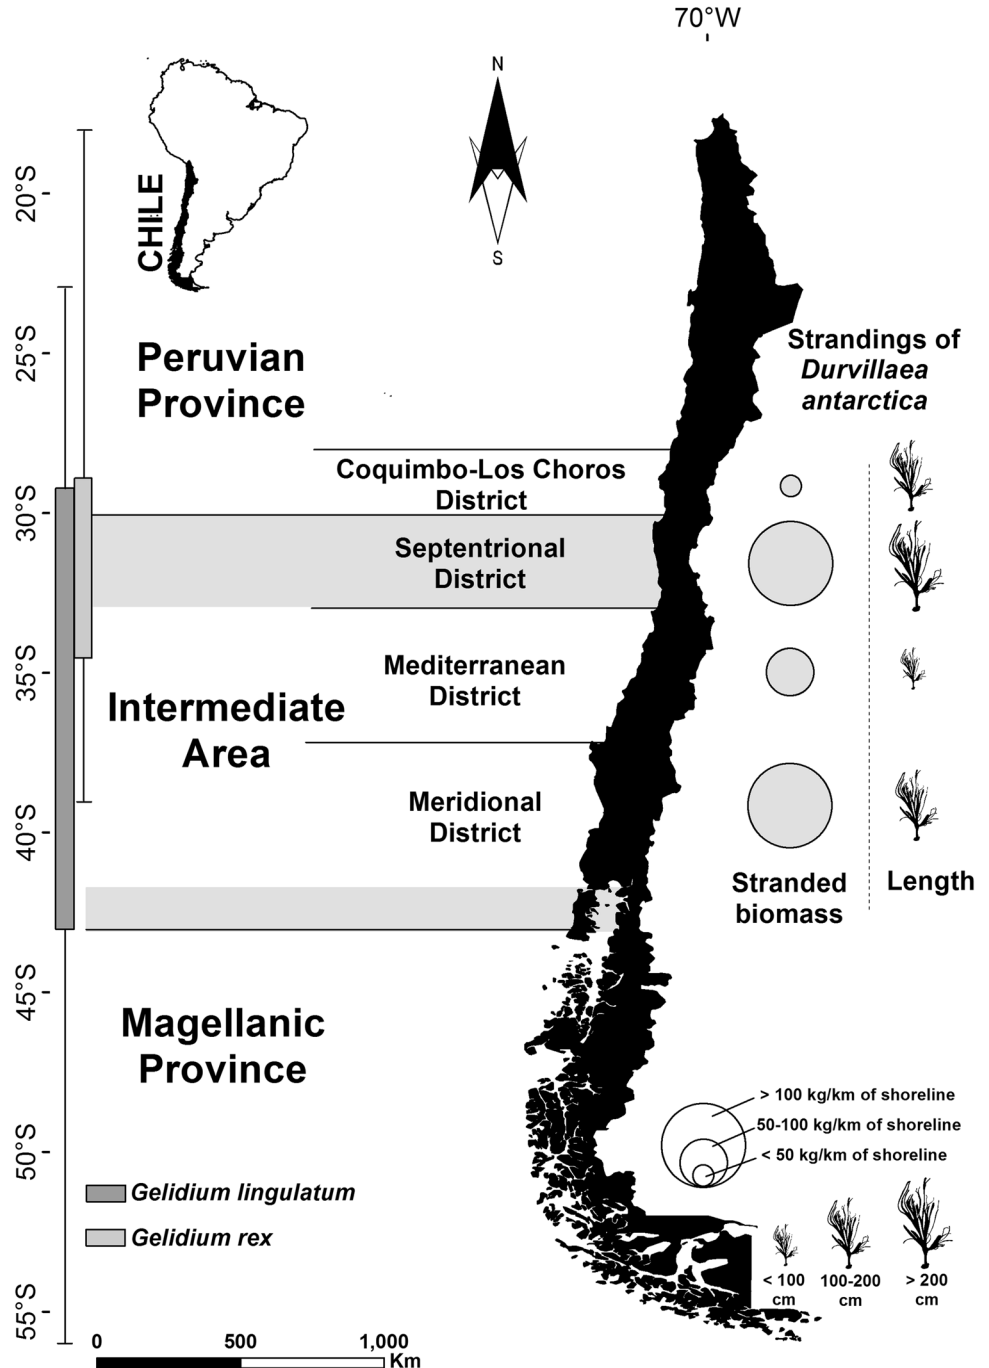 70°W
N
S
CHILE
20°S
25°S
30°S
35°S
40°S
45°S
50°S
55°S
Peruvian
Province
Strandings of
Durvillaea
antarctica
Coquimbo-Los Choros
District
Septentrional
District
Mediterranean
District
Intermediate
Area
Meridional
District
Stranded
biomass
Length
Magellanic
Province
> 100 kg/km of shoreline
50-100 kg/km of shoreline
< 50 kg/km of shoreline
Gelidium lingulatum
Gelidium rex
< 100
cm
100-200
cm
> 200
cm
0 500 1,000
Km